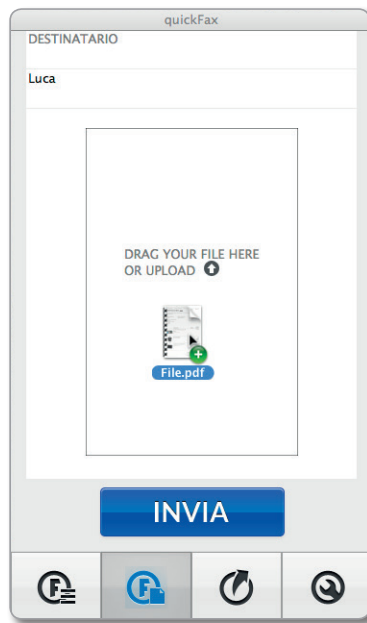 quickFax
DESTINATARIO
Luca
DRAG YOUR FILE HERE
OR UPLOAD
File.pdf
INVIA
F
F